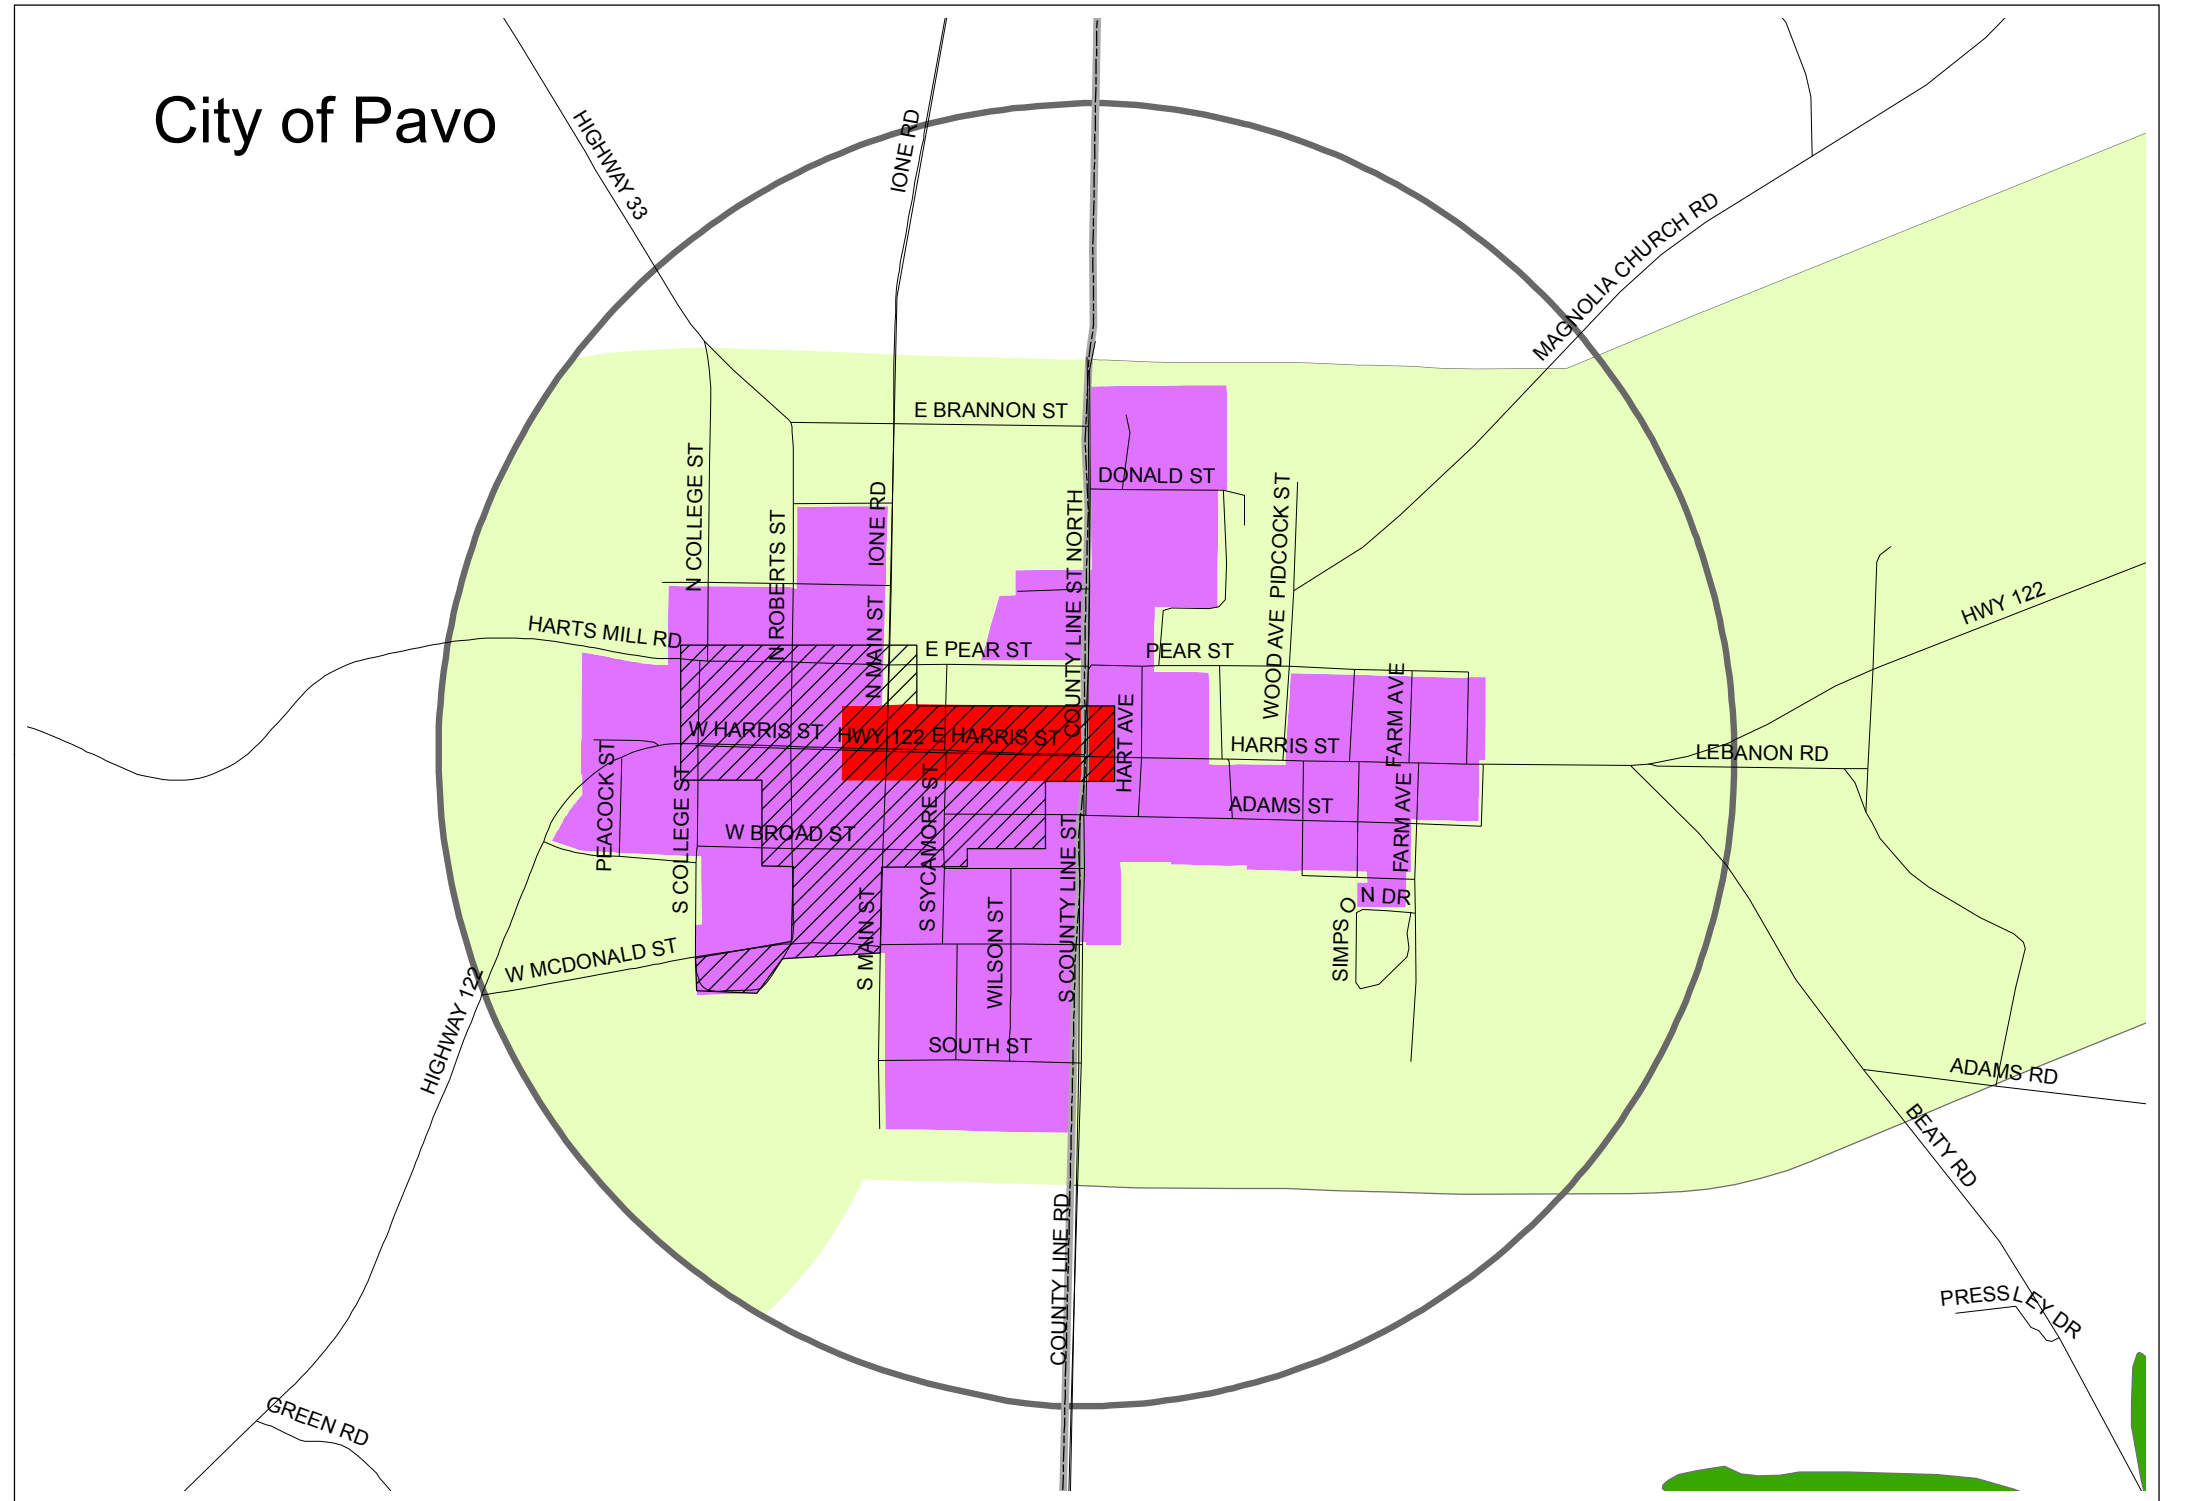 City of Pavo
HIGHWAY 33
IONE RD
MAGNOLIA CHURCH RD
E BRANNON ST
DONALD ST
N COLLEGE ST
N ROBERTS ST
IONE RD
COUNTY LINE ST NORTH
PIDCOCK ST
WOOD AVE
HWY 122
HARTS MILL RD
N MAIN ST
E PEAR ST
PEAR ST
W HARRIS ST
HWY 122
E HARRIS ST
HART AVE
HARRIS ST
FARM AVE
LEBANON RD
PEACOCK ST
S COLLEGE ST
W BROAD ST
S SYCAMORE ST
ADAMS ST
FARM AVE
S MAIN ST
WILSON ST
S COUNTY LINE ST
SIMPSON DR
W MCDONALD ST
HIGHWAY 122
SOUTH ST
ADAMS RD
BEATY RD
COUNTY LINE RD
PRESSLEY DR
GREEN RD